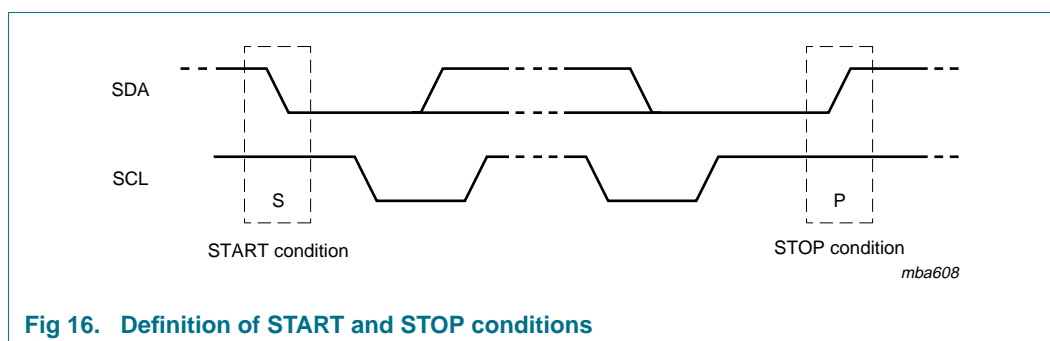 SDA
SCL
S
P
START condition
STOP condition
mba608
Fig 16. Definition of START and STOP conditions